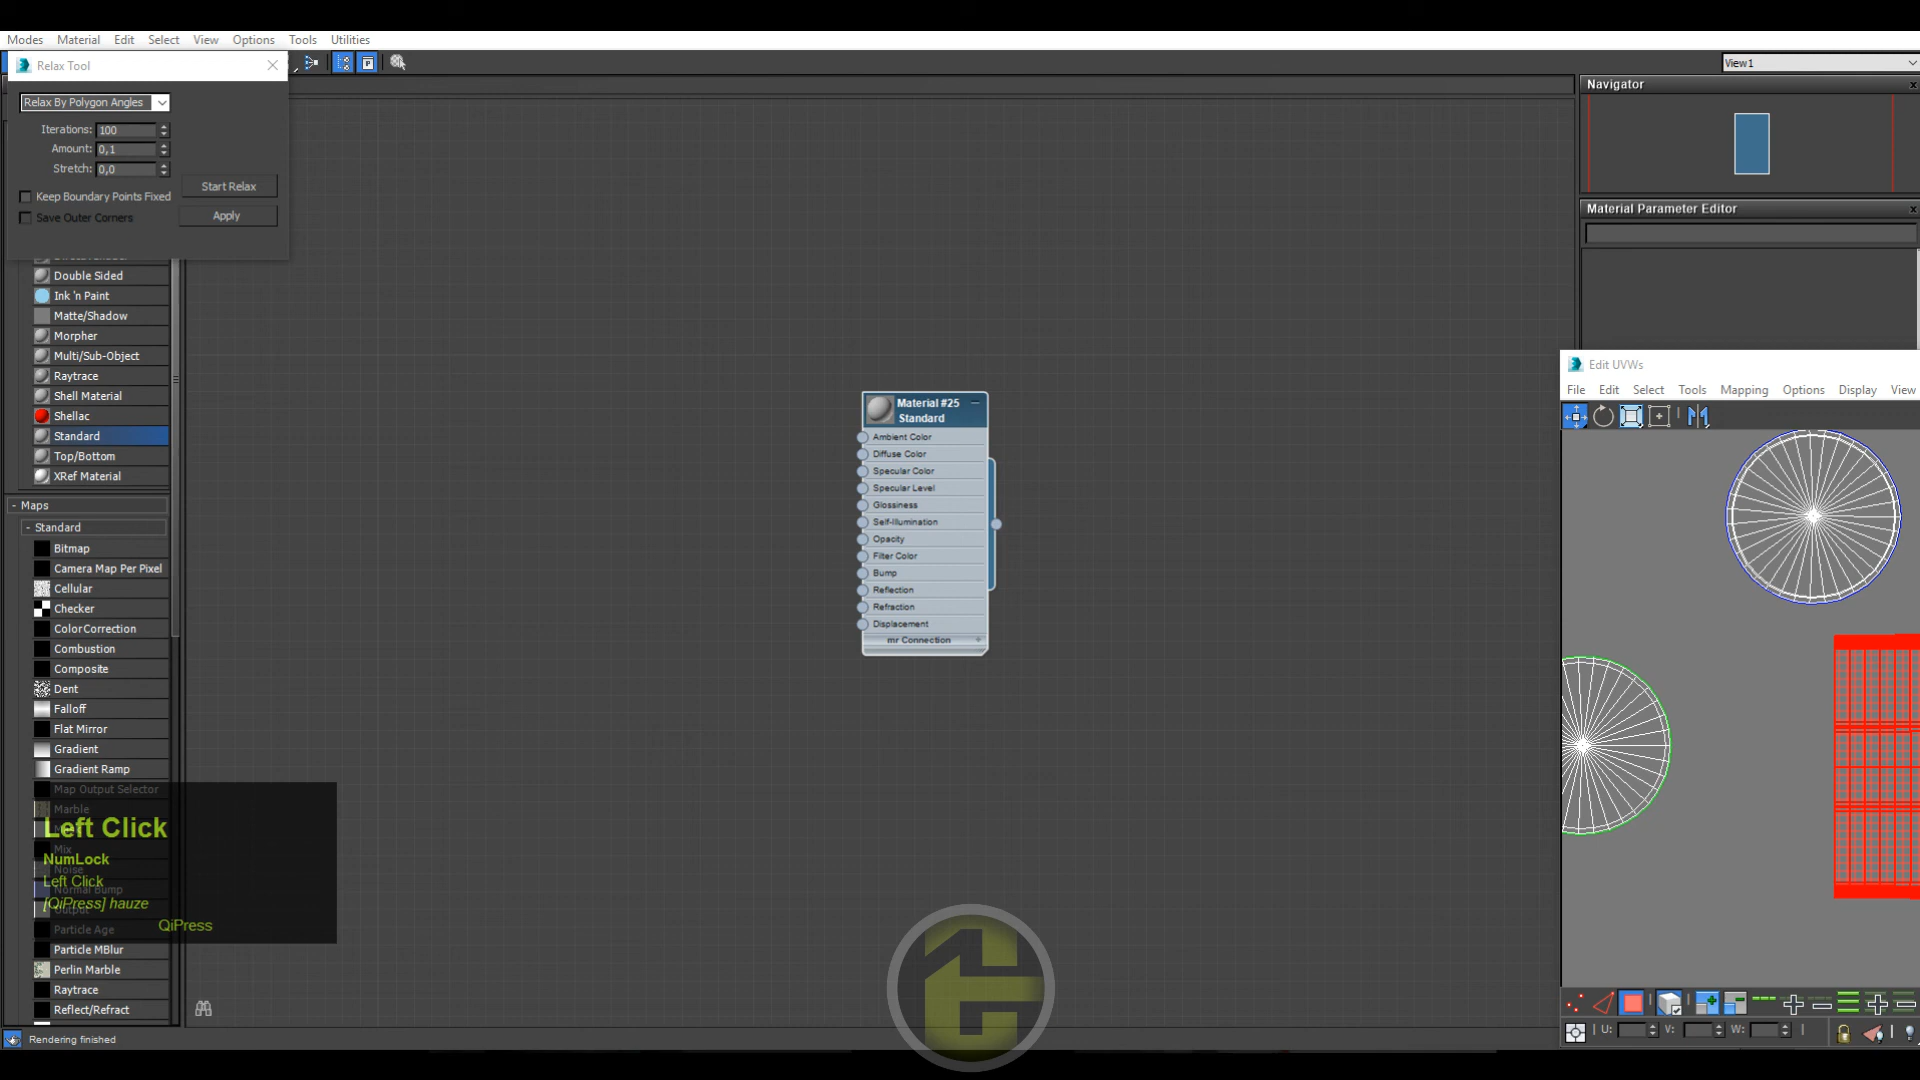 Modes Material Edit Select View Options Tools Utilities
Relax Tool
View1
Navigator
Relax By Polygon Angles
Iterations: 100
Amount: 0,1
Stretch: 0,0
Keep Boundary Points Fixed
Start Relax
Save Outer Corners
Apply
Material Parameter Editor
Double Sided
Ink 'n Paint
Matte/Shadow
Morpher
Multi/Sub-Object
Raytrace
Shell Material
Shellac
Standard
Top/Bottom
XRef Material
- Maps
- Standard
Bitmap
Camera Map Per Pixel
Cellular
Checker
ColorCorrection
Combustion
Composite
Dent
Falloff
Flat Mirror
Gradient
Gradient Ramp
Map Output Selector
Marble
Mix
Noise
Normal Bump
Output
Particle Age
Particle MBlur
Perlin Marble
Raytrace
Reflect/Refract
Left Click
NumLock
Left Click
[QiPress] hauze
QiPress
Rendering finished
Material #25
Standard
Ambient Color
Diffuse Color
Specular Color
Specular Level
Glossiness
Self-Illumination
Opacity
Filter Color
Bump
Reflection
Refraction
Displacement
mr Connection +
Edit UVWs
File Edit Select Tools Mapping Options Display View
U: V: W: